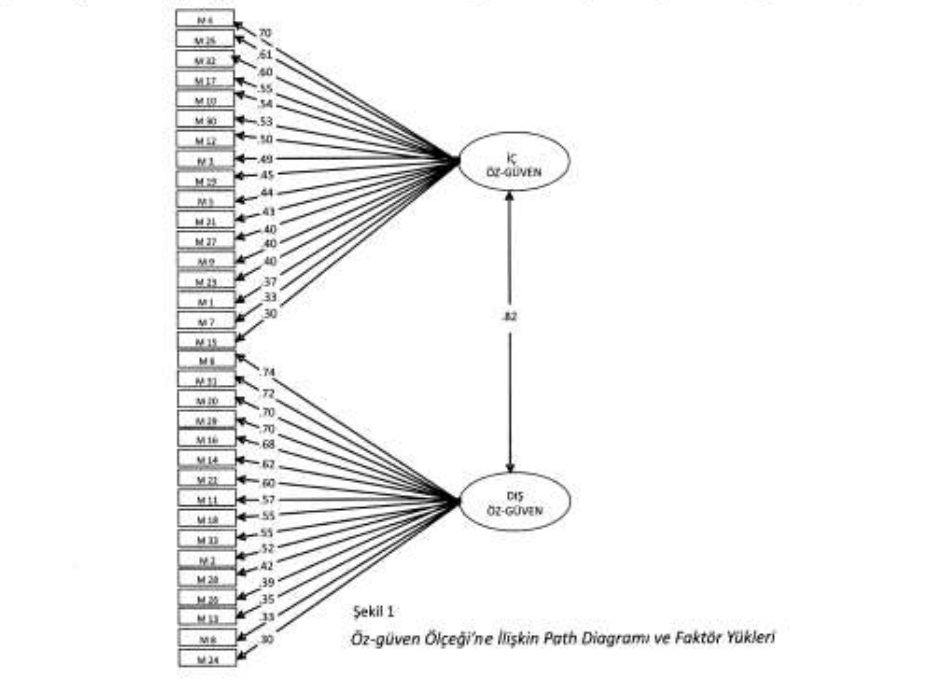 M 4
.70
M 25
.61
M 32
.60
M 17
.55
M 10
.54
M 30
.53
M 12
.50
M 3
.49
M 19
.45
M 5
.44
M 21
.43
M 27
.40
M 9
.40
M 23
.40
M 1
.37
M 7
.33
M 15
.30
İÇ
ÖZ-GÜVEN
.82
M 6
.74
M 31
.72
M 20
.70
M 29
.70
M 16
.68
M 14
.62
M 22
.60
M 11
.57
M 18
.55
M 33
.55
M 2
.52
M 28
.42
M 26
.39
M 13
.35
M 8
.33
M 24
.30
DIŞ
ÖZ-GÜVEN
Şekil 1
Öz-güven Ölçeği'ne İlişkin Path Diagramı ve Faktör Yükleri